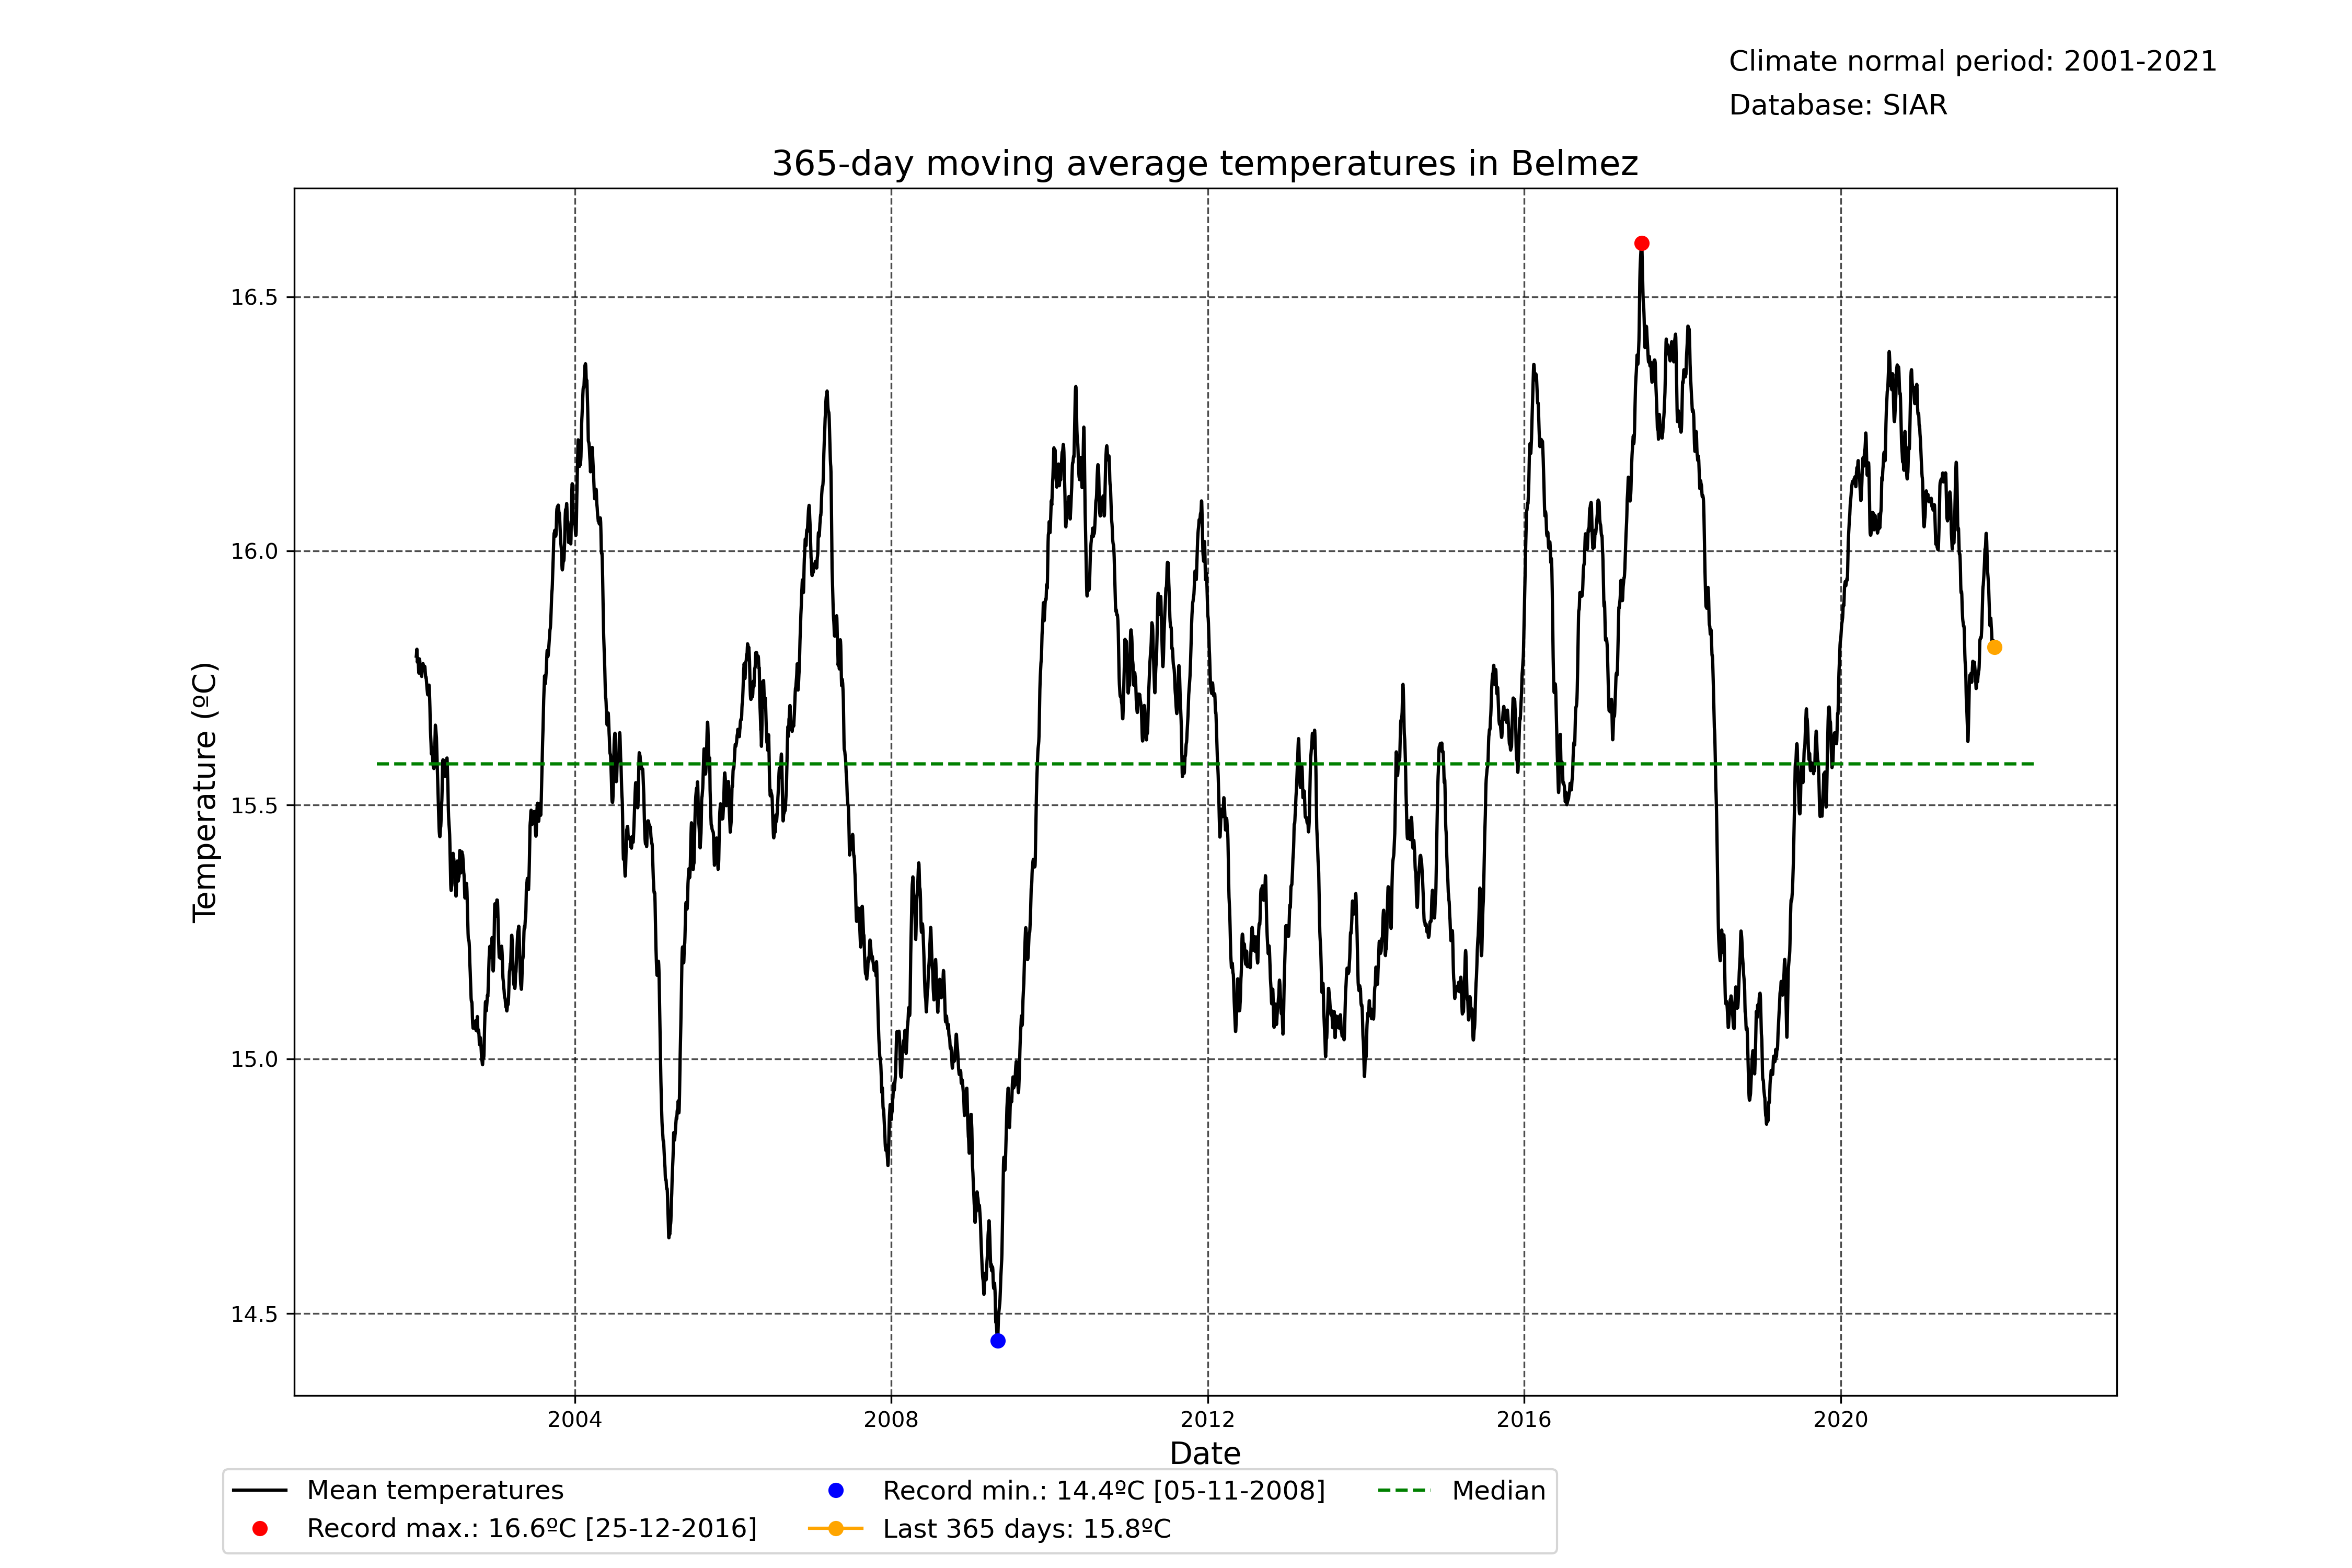 Climate normal period: 2001-2021
Database: SIAR
365-day moving average temperatures in Belmez
Temperature (ºC)
16.5
16.0
15.5
15.0
14.5
2004 2008 2012 2016 2020
Date
Mean temperatures
Record max.: 16.6ºC [25-12-2016]
Record min.: 14.4ºC [05-11-2008]
Last 365 days: 15.8ºC
Median